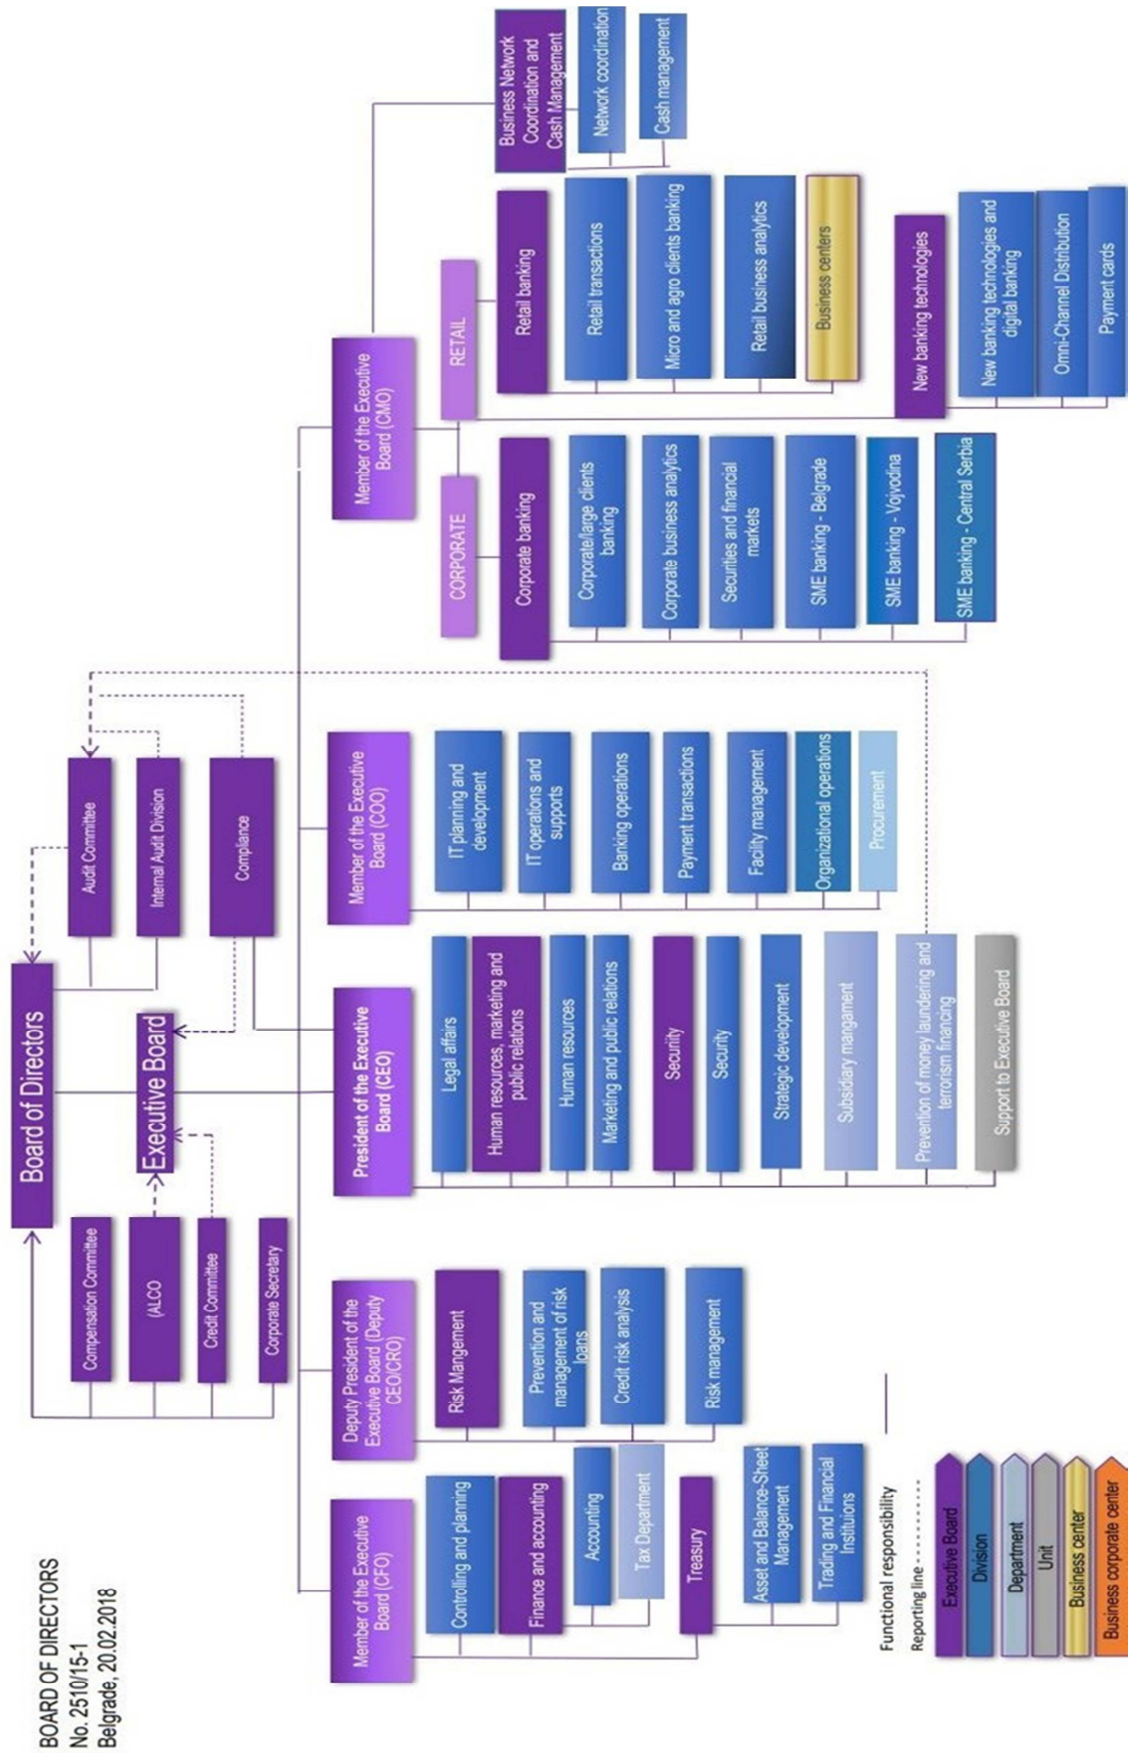 BOARD OF DIRECTORS
No. 2510/15-1
Belgrade, 20.02.2018
Board of Directors
Compensation Committee
(ALCO
Credit Committee
Corporate Secretary
Executive Board
Audit Committee
Internal Audit Division
Compliance
Member of the Executive
Board (CFO)
Controlling and planning
Finance and accounting
Accounting
Tax Department
Treasury
Asset and Balance-Sheet
Management
Trading and Financial
Instituions
Deputy President of the
Executive Board (Deputy
CEO/CRO)
Risk Mangement
Prevention and
management of risk
loans
Credit risk analysis
Risk management
President of the Executive
Board (CEO)
Legal affairs
Human resources, marketing and
public relations
Human resources
Marketing and public relations
Security
Security
Strategic development
Subsidiary mangament
Prevention of money laundering and
terrorism financing
Support to Executive Board
Member of the Executive
Board (COO)
IT planning and
development
IT operations and
supports
Banking operations
Payment transactions
Facility management
Organizational operations
Procurement
Member of the Executive
Board (CMO)
CORPORATE
Corporate banking
Corporate/large clients
banking
Corporate business analytics
Securities and financial
markets
SME banking - Belgrade
SME banking - Vojvodina
SME banking - Central Serbia
RETAIL
Retail banking
Retail transactions
Micro and agro clients banking
Retail business analytics
Business centers
New banking technologies
New banking technologies and
digital banking
Omni-Channel Distribution
Payment cards
Business Network
Coordination and
Cash Management
Network coordination
Cash management
Functional responsibility
Reporting line
Executive Board
Division
Department
Unit
Business center
Business corporate center